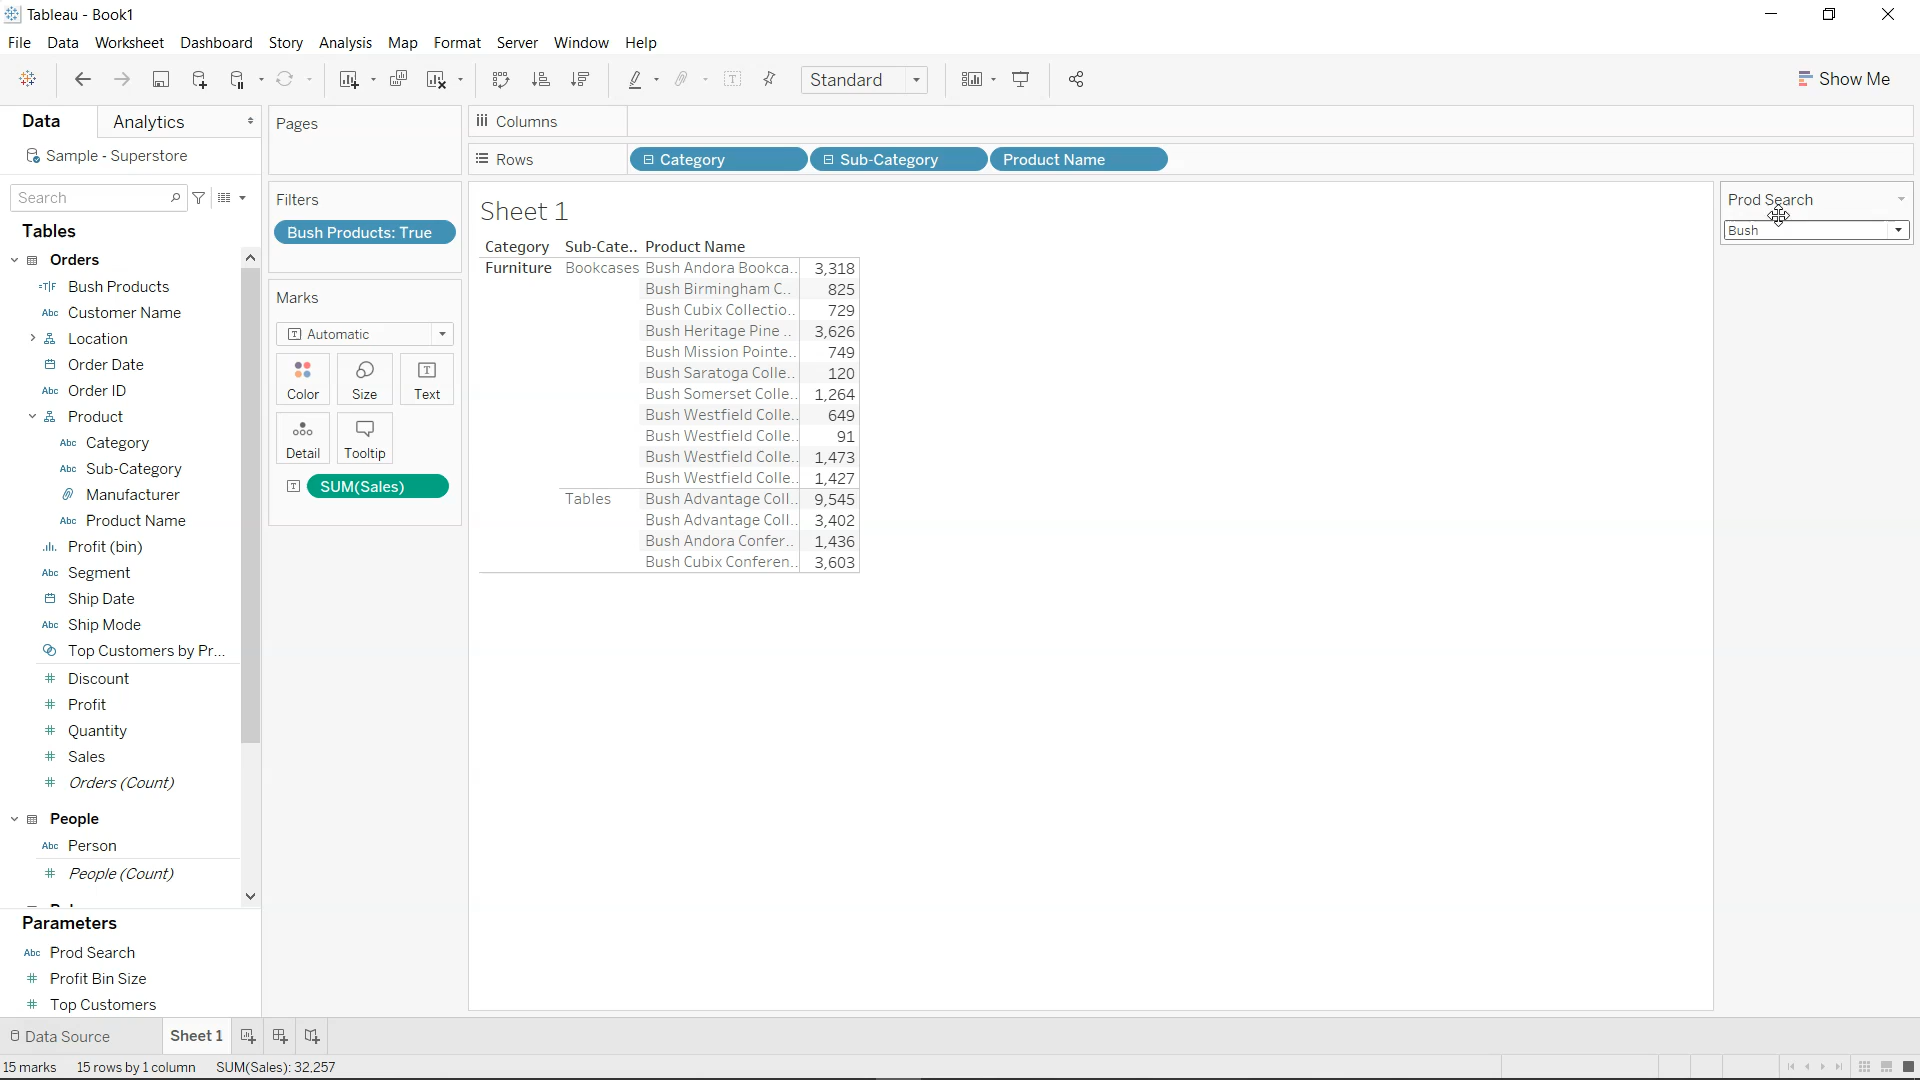 Tableau - Book1
File Data Worksheet Dashboard Story Analysis Map Format Server Window Help
Standard
Show Me
Data
Analytics
Sample - Superstore
Search
Tables
Orders
Bush Products
Customer Name
Location
Order Date
Order ID
Product
Category
Sub-Category
Manufacturer
Product Name
Profit (bin)
Segment
Ship Date
Ship Mode
Top Customers by Pr...
Discount
Profit
Quantity
Sales
Orders (Count)
People
Person
People (Count)
Parameters
Prod Search
Profit Bin Size
Top Customers
Pages
Filters
Bush Products: True
Marks
Automatic
Color Size Text
Detail Tooltip
SUM(Sales)
Columns
Rows Category Sub-Category Product Name
Sheet 1
Category Sub-Cate.. Product Name
Furniture Bookcases Bush Andora Bookca.. 3,318
Bush Birmingham C.. 825
Bush Cubix Collectio.. 729
Bush Heritage Pine .. 3,626
Bush Mission Pointe.. 749
Bush Saratoga Colle.. 120
Bush Somerset Colle.. 1,264
Bush Westfield Colle.. 649
Bush Westfield Colle.. 91
Bush Westfield Colle.. 1,473
Bush Westfield Colle.. 1,427
Tables Bush Advantage Coll.. 9,545
Bush Advantage Coll.. 3,402
Bush Andora Confer.. 1,436
Bush Cubix Conferen.. 3,603
Prod Search
Bush
Data Source
Sheet 1
15 marks 15 rows by 1 column SUM(Sales): 32,257